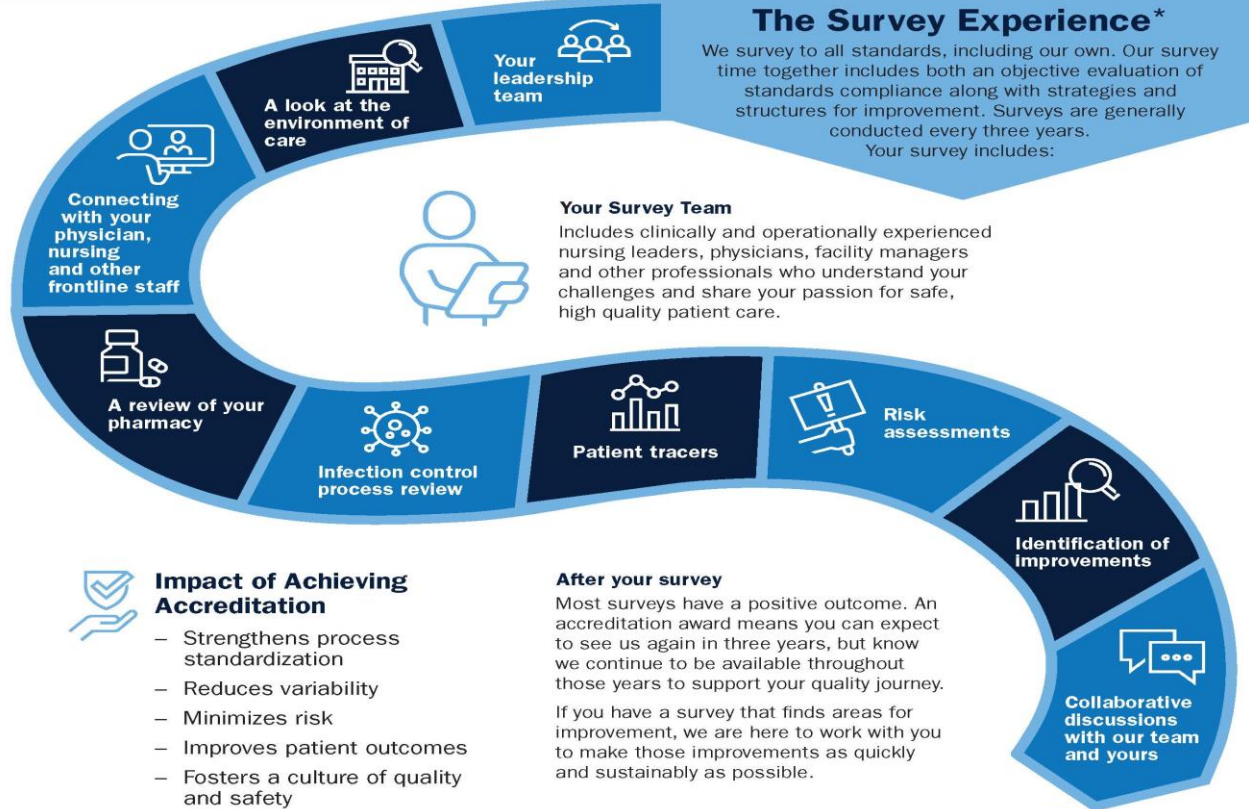 The Survey Experience*
We survey to all standards, including our own. Our survey
time together includes both an objective evaluation of
standards compliance along with strategies and
structures for improvement. Surveys are generally
conducted every three years.
Your survey includes:
Your
leadership
team
A look at the
environment of
care
Connecting
with your
physician,
nursing
and other
frontline staff
A review of your
pharmacy
Infection control
process review
Patient tracers
Risk
assessments
Identification of
improvements
Collaborative
discussions
with our team
and yours
Your Survey Team
Includes clinically and operationally experienced
nursing leaders, physicians, facility managers
and other professionals who understand your
challenges and share your passion for safe,
high quality patient care.
Impact of Achieving
Accreditation
– Strengthens process
standardization
– Reduces variability
– Minimizes risk
– Improves patient outcomes
– Fosters a culture of quality
and safety
After your survey
Most surveys have a positive outcome. An
accreditation award means you can expect
to see us again in three years, but know
we continue to be available throughout
those years to support your quality journey.
If you have a survey that finds areas for
improvement, we are here to work with you
to make those improvements as quickly
and sustainably as possible.